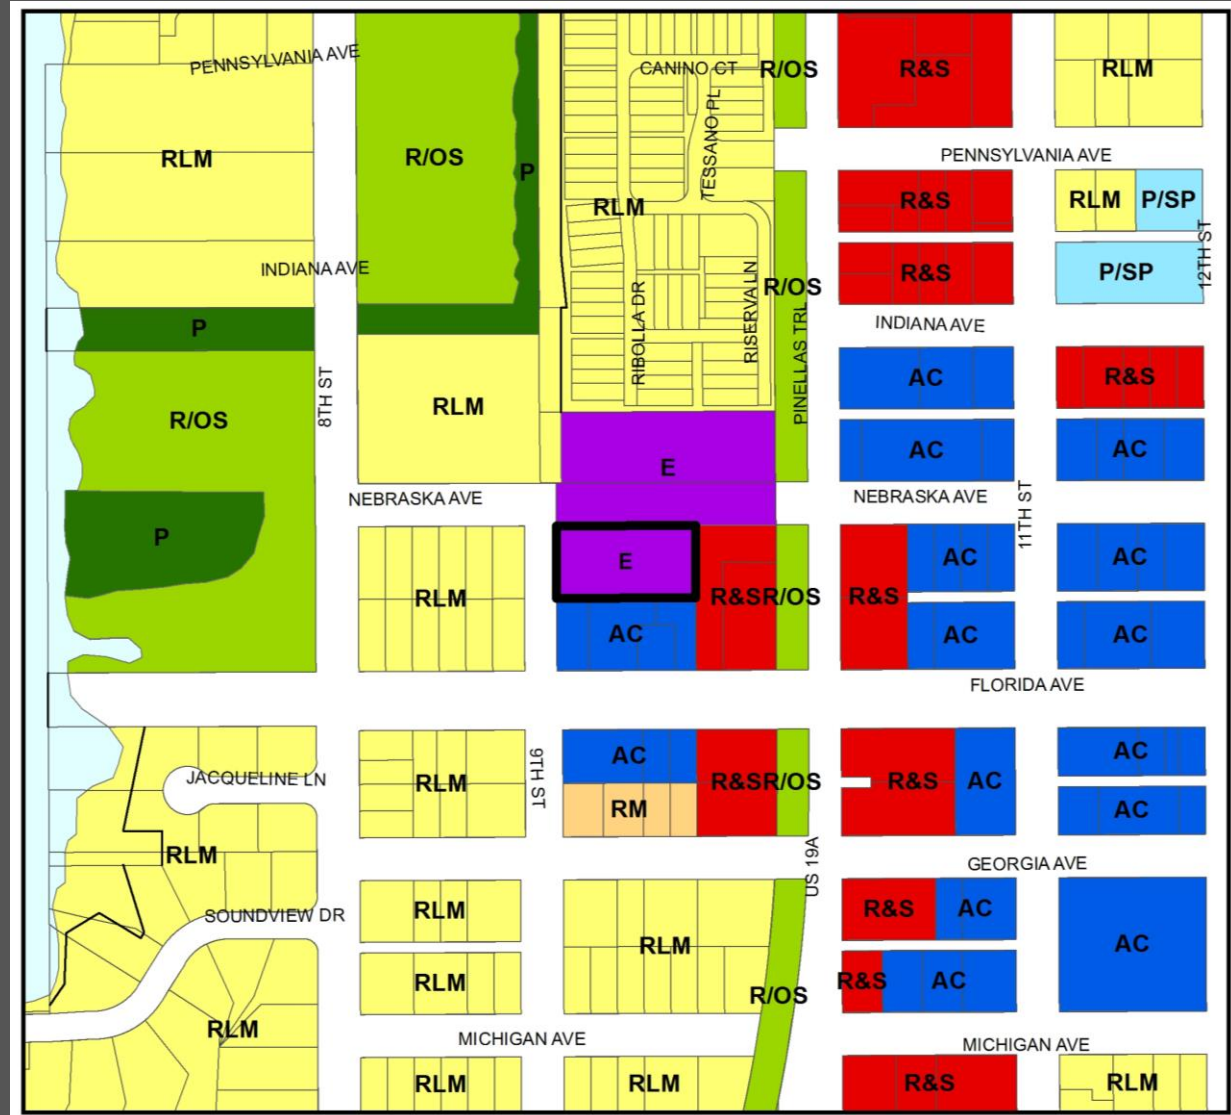 PENNSYLVANIA AVE
CANINO CT
R/OS
R&S
RLM
TESSANO PL
PENNSYLVANIA AVE
RLM
R/OS
P
RLM
R&S
RLM
P/SP
12TH ST
INDIANA AVE
R/OS
R&S
P/SP
P
RIBOLLA DR
RISERVA LN
PINELLAS TRL
INDIANA AVE
8TH ST
RLM
AC
R&S
R/OS
E
AC
AC
NEBRASKA AVE
NEBRASKA AVE
11TH ST
P
E
AC
AC
RLM
R&S
R/OS
R&S
AC
AC
AC
FLORIDA AVE
JACQUELINE LN
RLM
9TH ST
AC
R&S
R/OS
R&S
AC
AC
RM
AC
RLM
US 19A
GEORGIA AVE
SOUNDVIEW DR
RLM
RLM
R&S
AC
AC
RLM
R/OS
R&S
AC
RLM
MICHIGAN AVE
MICHIGAN AVE
RLM
RLM
R&S
RLM